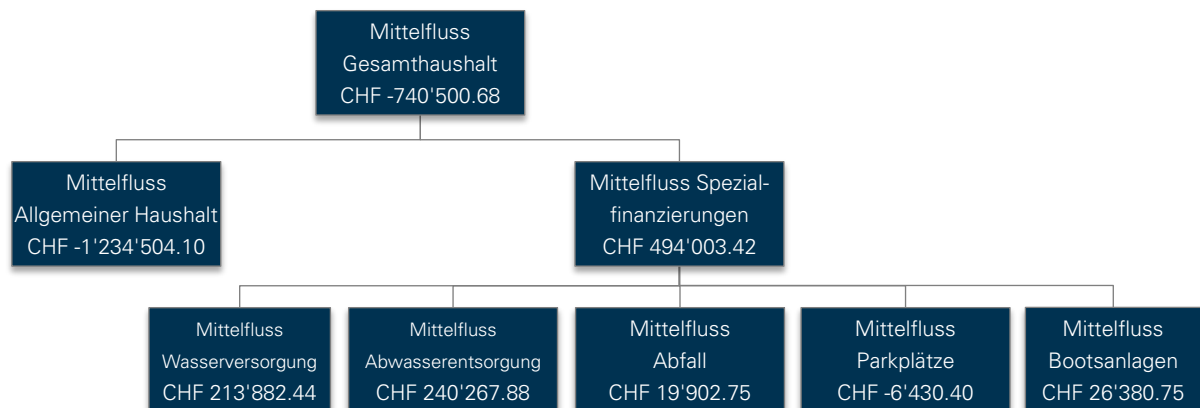 Mittelfluss
Gesamthaushalt
CHF -740'500.68
Mittelfluss
Allgemeiner Haushalt
CHF -1'234'504.10
Mittelfluss Spezial-
finanzierungen
CHF 494'003.42
Mittelfluss
Wasserversorgung
CHF 213'882.44
Mittelfluss
Abwasserentsorgung
CHF 240'267.88
Mittelfluss
Abfall
CHF 19'902.75
Mittelfluss
Parkplätze
CHF -6'430.40
Mittelfluss
Bootsanlagen
CHF 26'380.75